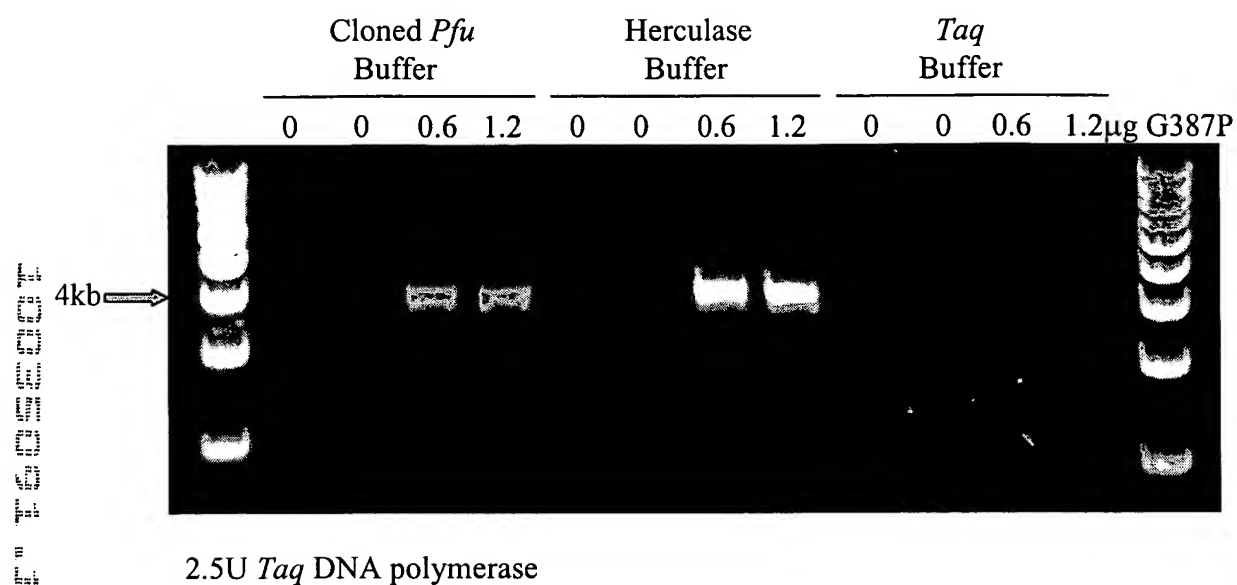 Cloned Pfu Buffer
Herculase Buffer
Taq Buffer
0 0 0.6 1.2 0 0 0.6 1.2 0 0 0.6 1.2µg G387P
4kb
2.5U Taq DNA polymerase